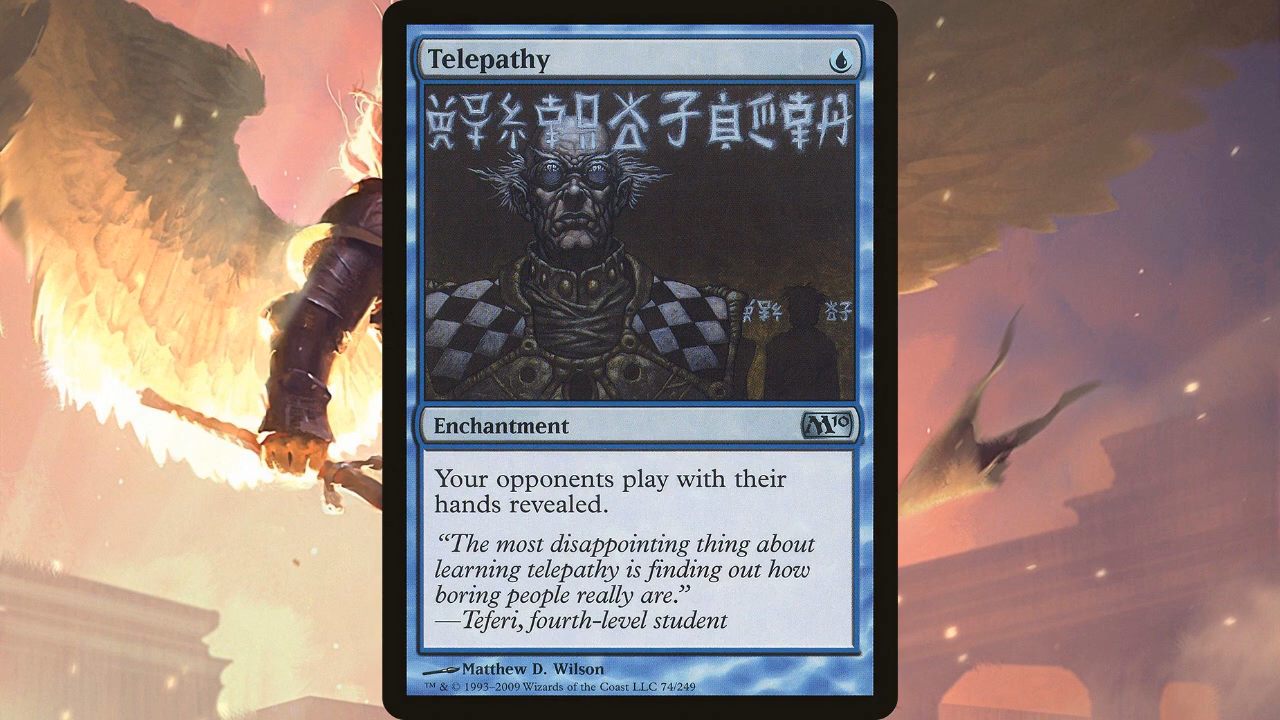 Telepathy
Enchantment
M10
Your opponents play with their
hands revealed.
“The most disappointing thing about
learning telepathy is finding out how
boring people really are.”
—Teferi, fourth-level student
Matthew D. Wilson
™ & © 1993–2009 Wizards of the Coast LLC 74/249